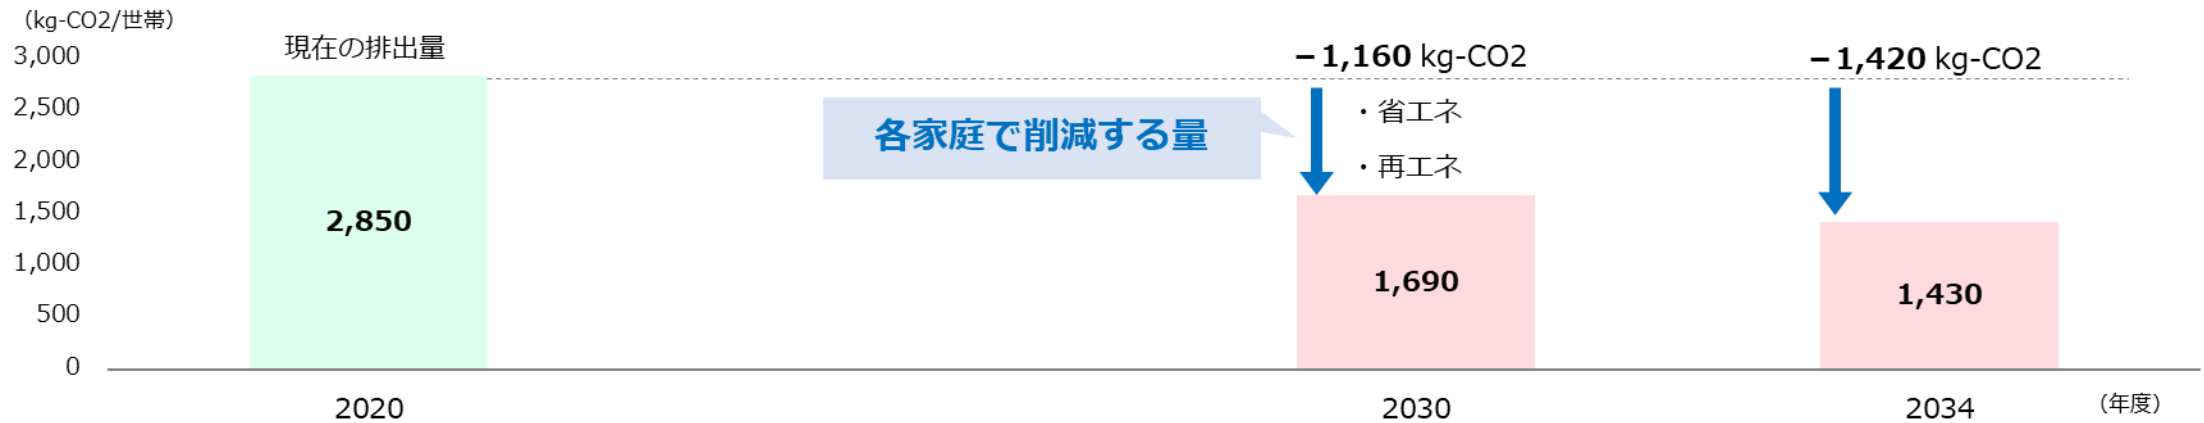 （kg-CO2/世帯）
3,000
2,500
2,000
1,500
1,000
500
0
現在の排出量
2,850
各家庭で削減する量
－1,160 kg-CO2
・省エネ
・再エネ
1,690
－1,420 kg-CO2
1,430
2020
2030
2034
（年度）